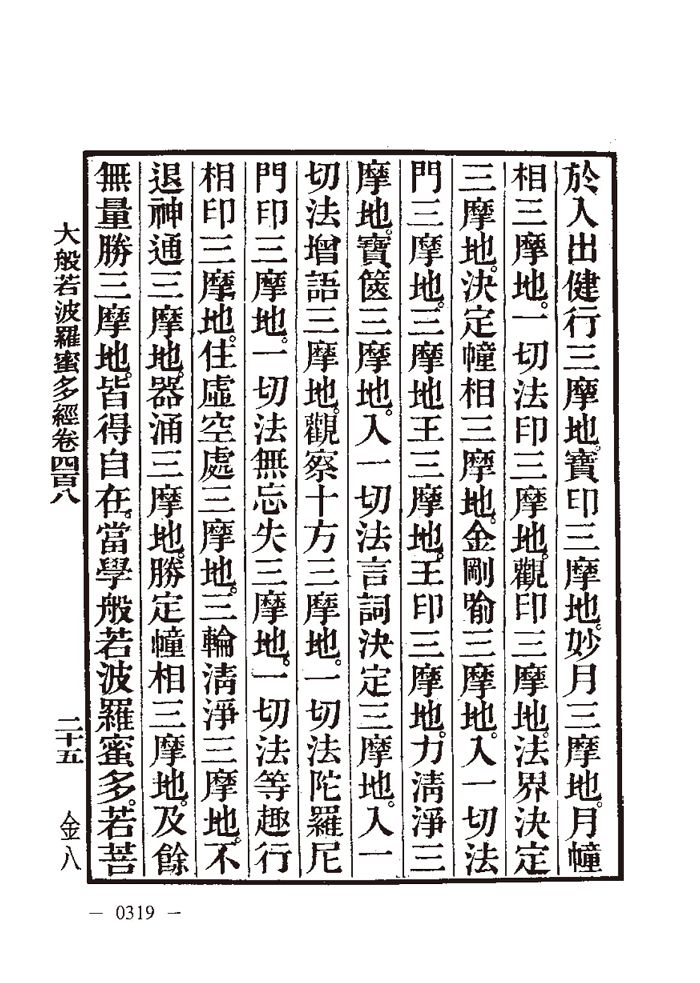 於入出健行三摩地。寶印三摩地。妙月三摩地。月幢
相三摩地。一切法印三摩地。觀印三摩地。法界決定
三摩地。決定幢相三摩地。金剛喻三摩地。入一切法
門三摩地。三摩地王三摩地。王印三摩地。力清淨三
摩地。寶篋三摩地。入一切法言詞決定三摩地。入一
切法增語三摩地。觀察十方三摩地。一切法陀羅尼
門印三摩地。一切法無忘失三摩地。一切法等趣行
相印三摩地。住虛空處三摩地。三輪清淨三摩地。不
退神通三摩地。器涌三摩地。勝定幢相三摩地。及餘
無量勝三摩地。皆得自在。當學般若波羅蜜多。若菩
大般若波羅蜜多經卷四百八 二十五 金八
— 0319 —